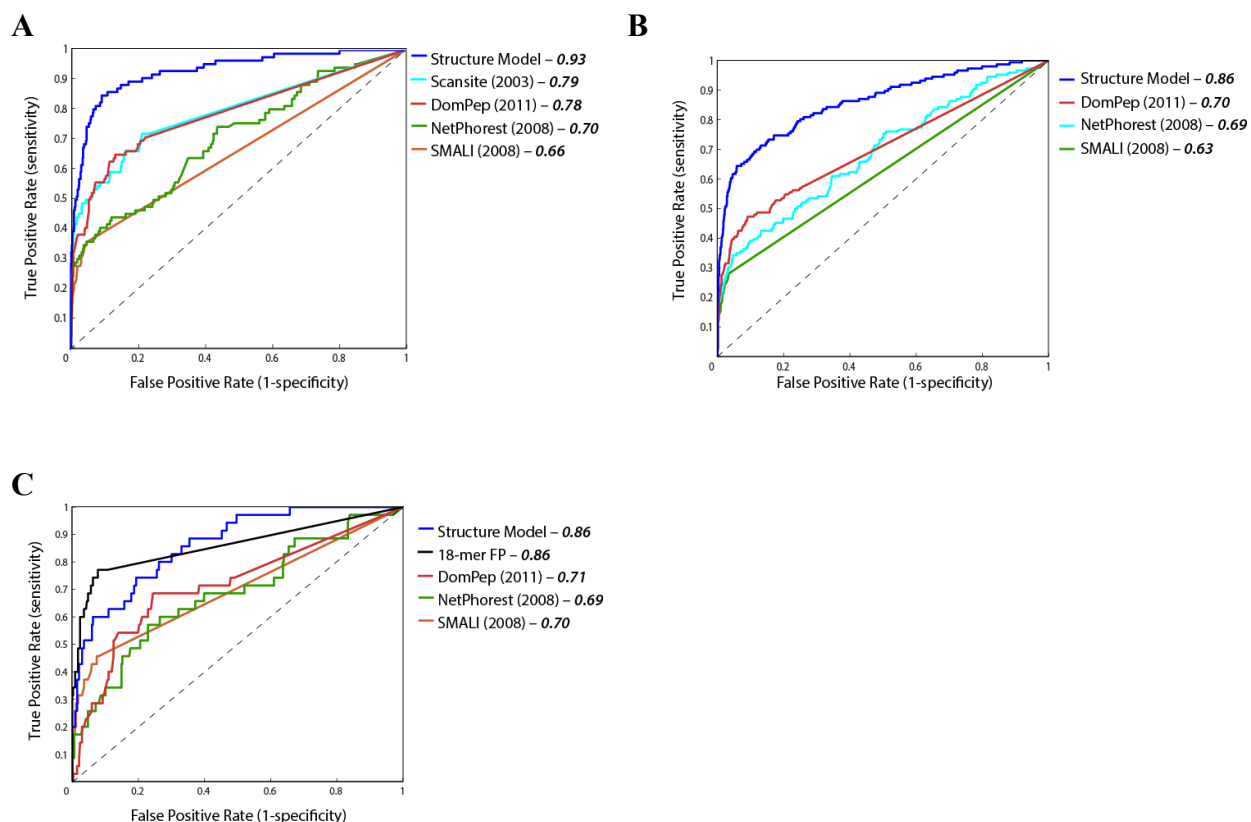 A
True Positive Rate (sensitivity)
1
0.9
0.8
0.7
0.6
0.5
0.4
0.3
0.2
0.1
0
0.2
0.4
0.6
0.8
1
False Positive Rate (1-specificity)
Structure Model – 0.93
Scansite (2003) – 0.79
DomPep (2011) – 0.78
NetPhorest (2008) – 0.70
SMALI (2008) – 0.66
B
True Positive Rate (sensitivity)
1
0.9
0.8
0.7
0.6
0.5
0.4
0.3
0.2
0.1
0
0.2
0.4
0.6
0.8
1
False Positive Rate (1-specificity)
Structure Model – 0.86
DomPep (2011) – 0.70
NetPhorest (2008) – 0.69
SMALI (2008) – 0.63
C
True Positive Rate (sensitivity)
1
0.9
0.8
0.7
0.6
0.5
0.4
0.3
0.2
0.1
0
0.2
0.4
0.6
0.8
1
False Positive Rate (1-specificity)
Structure Model – 0.86
18-mer FP – 0.86
DomPep (2011) – 0.71
NetPhorest (2008) – 0.69
SMALI (2008) – 0.70